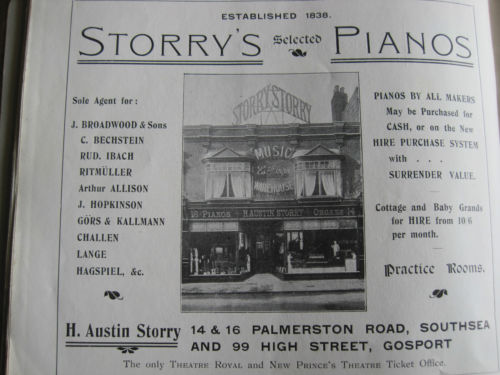 ESTABLISHED 1838.
STORRY'S Selected PIANOS
Sole Agent for:
J. BROADWOOD & Sons
C. BECHSTEIN
RUD. IBACH
RITMÜLLER
Arthur ALLISON
J. HOPKINSON
GÖRS & KALLMANN
CHALLEN
LANGE
HAGSPIEL, &c.
STORRY STORRY
MUSIC
WAREHOUSE
PIANOS H. AUSTIN STORRY ORGANS 14
PIANOS BY ALL MAKERS
May be Purchased for
CASH, or on the New
HIRE PURCHASE SYSTEM
with . . .
SURRENDER VALUE.
Cottage and Baby Grands
for HIRE from 10/6
per month.
Practice Rooms.
H. Austin Storry
14 & 16 PALMERSTON ROAD, SOUTHSEA
AND 99 HIGH STREET, GOSPORT
The only THEATRE ROYAL and NEW PRINCE'S THEATRE Ticket Office.